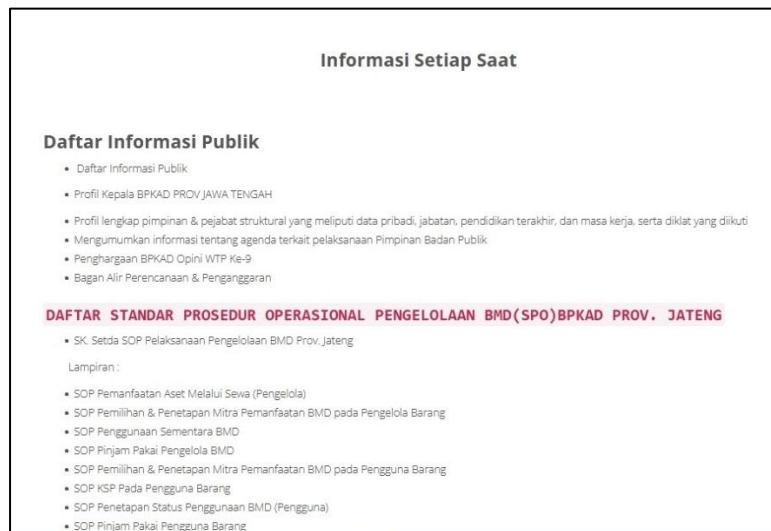 Informasi Setiap Saat
Daftar Informasi Publik
• Daftar Informasi Publik
• Profil Kepala BPKAD PROV JAWA TENGAH
• Profil lengkap pimpinan & pejabat struktural yang meliputi data pribadi, jabatan, pendidikan terakhir, dan masa kerja, serta diklat yang diikuti
• Mengumumkan informasi tentang agenda terkait pelaksanaan Pimpinan Badan Publik
• Penghargaan BPKAD Opini WTP Ke-9
• Bagan Alir Perencanaan & Penganggaran
DAFTAR STANDAR PROSEDUR OPERASIONAL PENGELOLAAN BMD(SPO)BPKAD PROV. JATENG
• SK. Setda SOP Pelaksanaan Pengelolaan BMD Prov. Jateng
Lampiran :
• SOP Pemanfaatan Aset Melalui Sewa (Pengelola)
• SOP Pemilihan & Penetapan Mitra Pemanfaatan BMD pada Pengelola Barang
• SOP Penggunaan Sementara BMD
• SOP Pinjam Pakai Pengelola BMD
• SOP Pemilihan & Penetapan Mitra Pemanfaatan BMD pada Pengguna Barang
• SOP KSP Pada Pengguna Barang
• SOP Penetapan Status Penggunaan BMD (Pengguna)
• SOP Pinjam Pakai Pengguna Barang